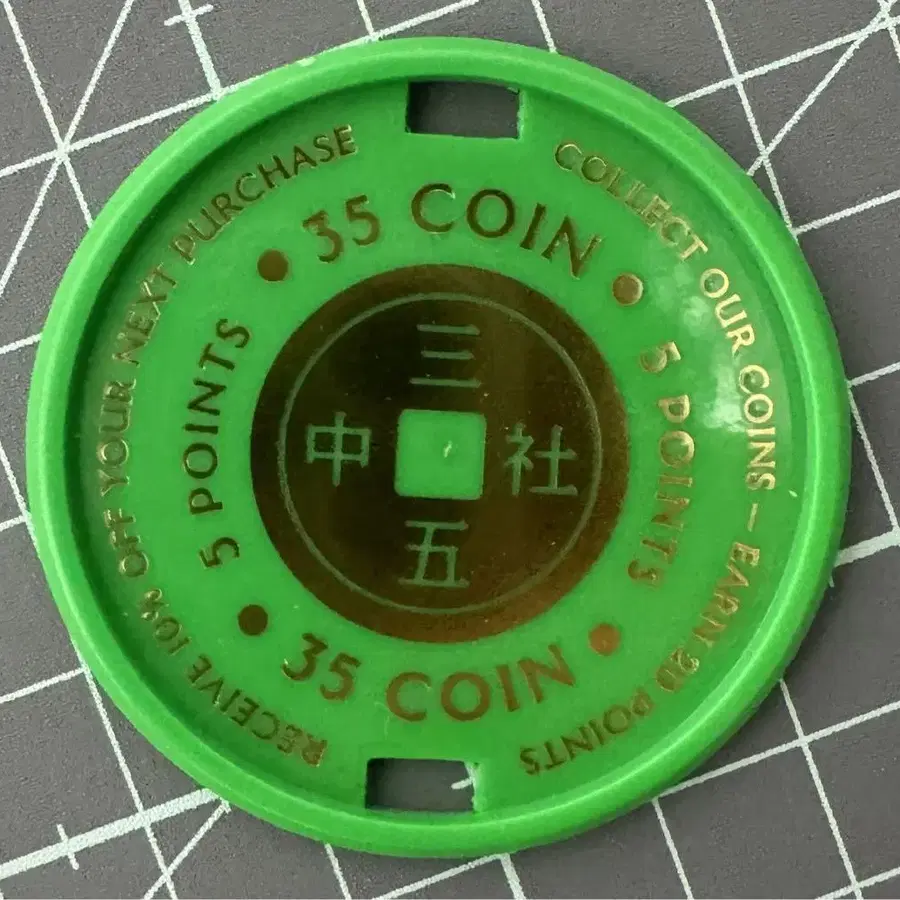 COLLECT OUR COINS – EARN 20 POINTS
RECEIVE 10% OFF YOUR NEXT PURCHASE
35 COIN
5 POINTS
35 COIN
5 POINTS
三
中 社
五